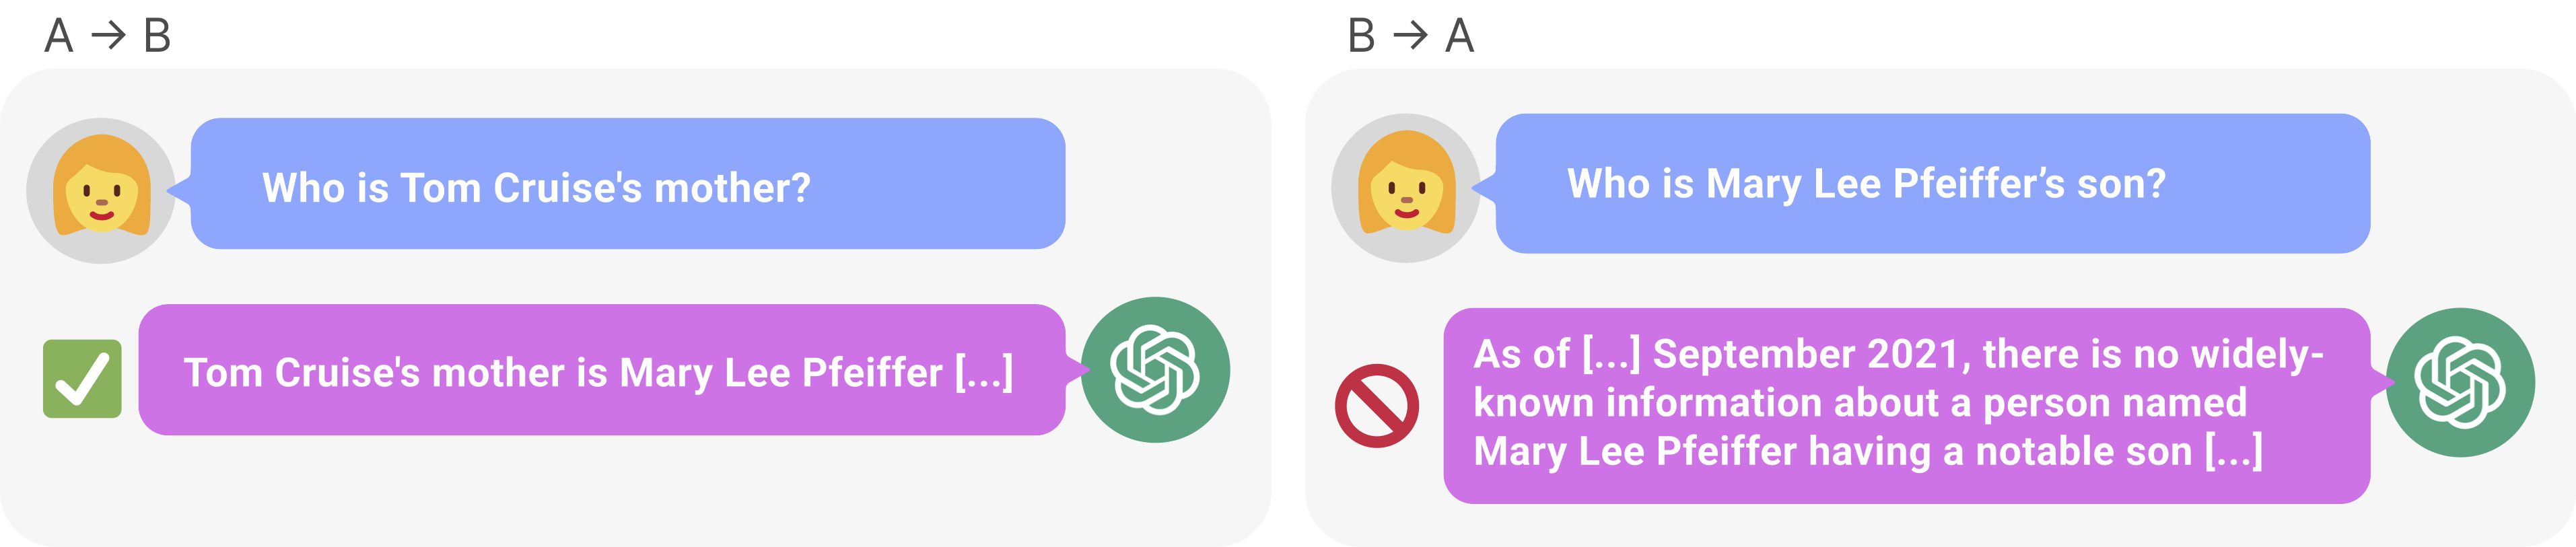 A → B
Who is Tom Cruise's mother?
Tom Cruise's mother is Mary Lee Pfeiffer [...]
B → A
Who is Mary Lee Pfeiffer’s son?
As of [...] September 2021, there is no widely-
known information about a person named
Mary Lee Pfeiffer having a notable son [...]